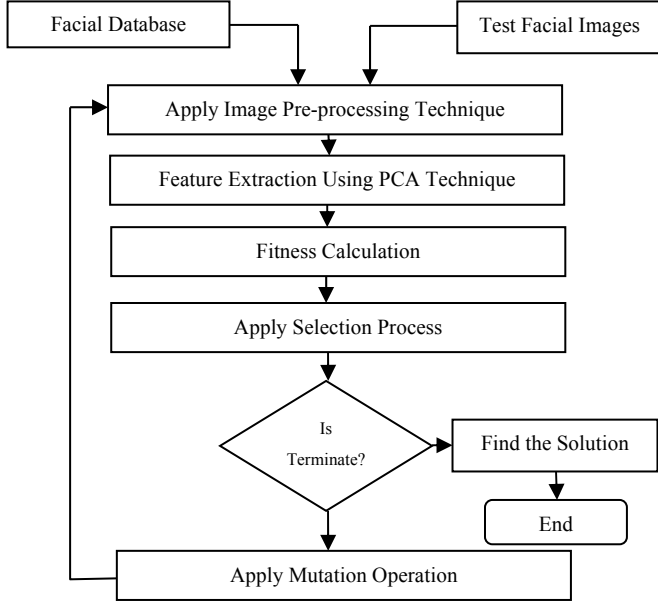 Facial Database
Test Facial Images
Apply Image Pre-processing Technique
Feature Extraction Using PCA Technique
Fitness Calculation
Apply Selection Process
Is
Terminate?
Find the Solution
End
Apply Mutation Operation